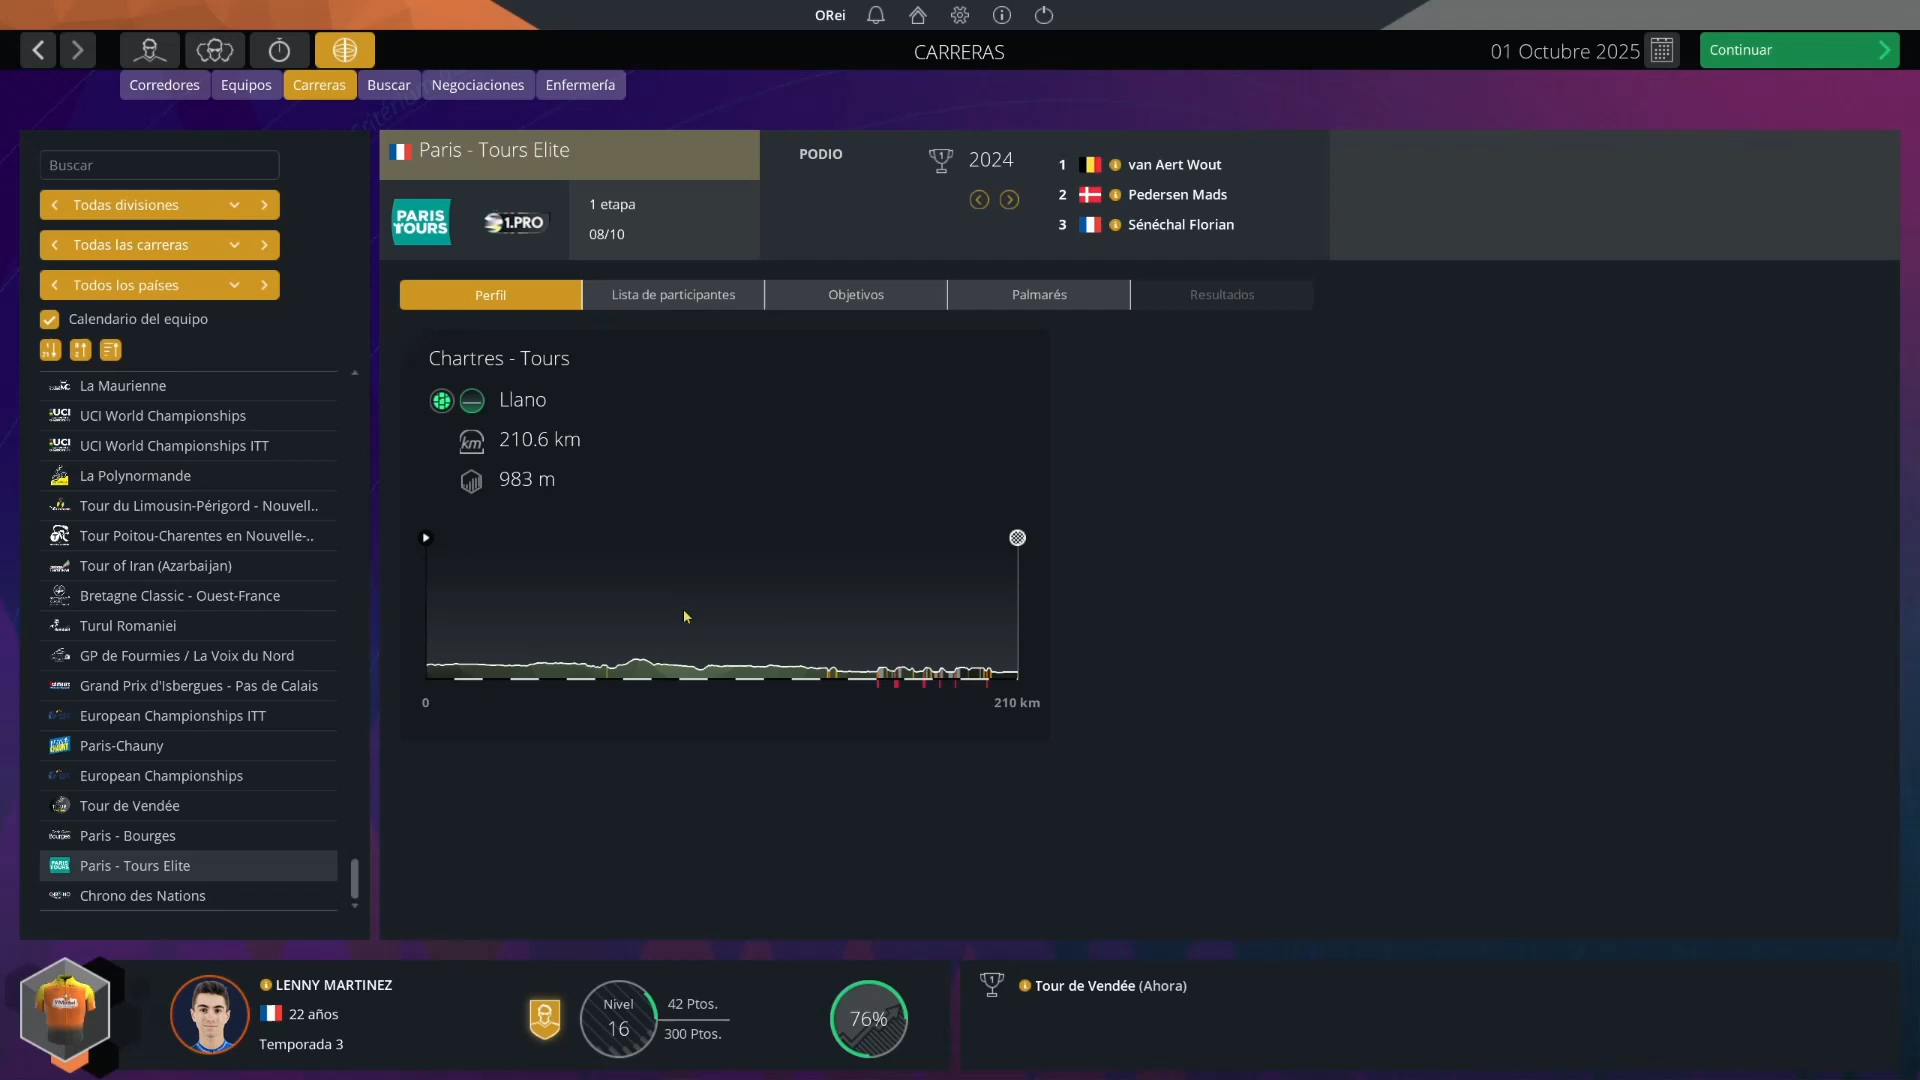 ORei
CARRERAS
01 Octubre 2025
Continuar
Corredores
Equipos
Carreras
Buscar
Negociaciones
Enfermería
Buscar
Todas divisiones
Todas las carreras
Todos los países
Calendario del equipo
La Maurienne
UCI World Championships
UCI World Championships ITT
La Polynormande
Tour du Limousin-Périgord - Nouvell..
Tour Poitou-Charentes en Nouvelle-..
Tour of Iran (Azarbaijan)
Bretagne Classic - Ouest-France
Turul Romaniei
GP de Fourmies / La Voix du Nord
Grand Prix d'Isbergues - Pas de Calais
European Championships ITT
Paris-Chauny
European Championships
Tour de Vendée
Paris - Bourges
Paris - Tours Elite
Chrono des Nations
Paris - Tours Elite
PARIS
TOURS
1.PRO
1 etapa
08/10
PODIO
2024
1 van Aert Wout
2 Pedersen Mads
3 Sénéchal Florian
Perfil
Lista de participantes
Objetivos
Palmarés
Resultados
Chartres - Tours
Llano
km 210.6 km
983 m
0
210 km
LENNY MARTINEZ
22 años
Temporada 3
Nivel
16
42 Ptos.
300 Ptos.
76%
Tour de Vendée (Ahora)